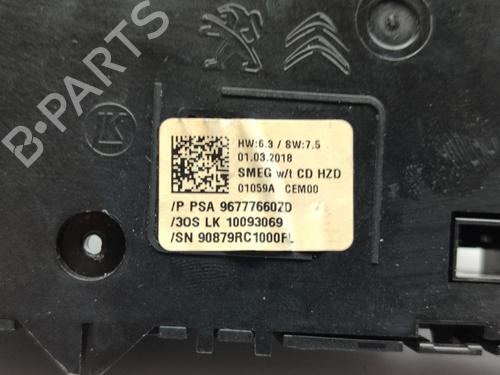 HW:6.3 / SW:7.5
01.03.2018
SMEG w/t CD HZD
01059A CEM00
/P PSA 96777660ZD
/3OS LK 10093069
/SN 90879RC1000FL
K
B-PARTS